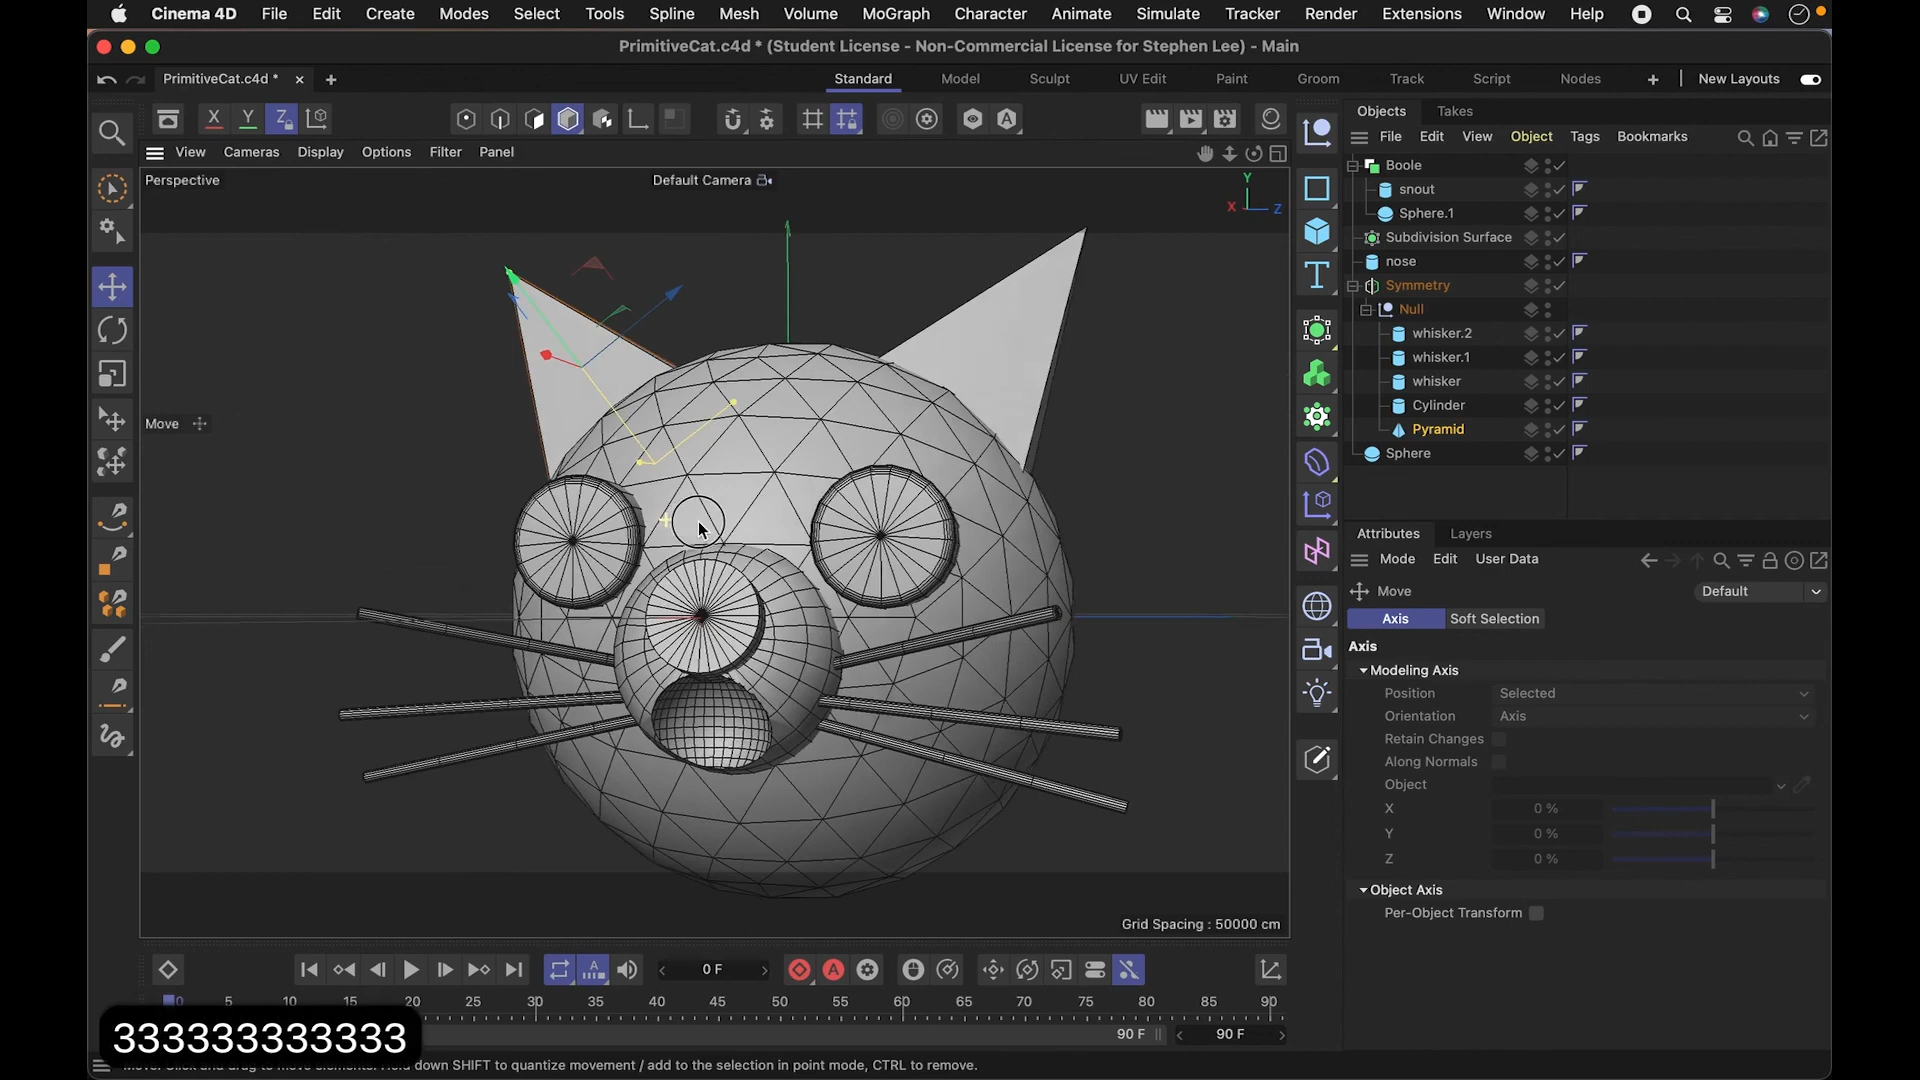 Cinema 4D File Edit Create Modes Select Tools Spline Mesh Volume MoGraph Character Animate Simulate Tracker Render Extensions Window Help
PrimitiveCat.c4d * (Student License - Non-Commercial License for Stephen Lee) - Main
PrimitiveCat.c4d * Standard Model Sculpt UV Edit Paint Groom Track Script Nodes New Layouts
X Y Z A
Objects Takes
File Edit View Object Tags Bookmarks
View Cameras Display Options Filter Panel
Perspective Default Camera
Y
X Z
Move
Boole
snout
Sphere.1
Subdivision Surface
nose
Symmetry
Null
whisker.2
whisker.1
whisker
Cylinder
Pyramid
Sphere
Attributes Layers
Mode Edit User Data
Move Default
Axis Soft Selection
Axis
Modeling Axis
Position Selected
Orientation Axis
Retain Changes
Along Normals
Object
X 0 %
Y 0 %
Z 0 %
Object Axis
Per-Object Transform
Grid Spacing : 50000 cm
0 F
0 5 10 15 20 25 30 35 40 45 50 55 60 65 70 75 80 85 90
90 F 90 F
333333333333
down SHIFT to quantize movement / add to the selection in point mode, CTRL to remove.